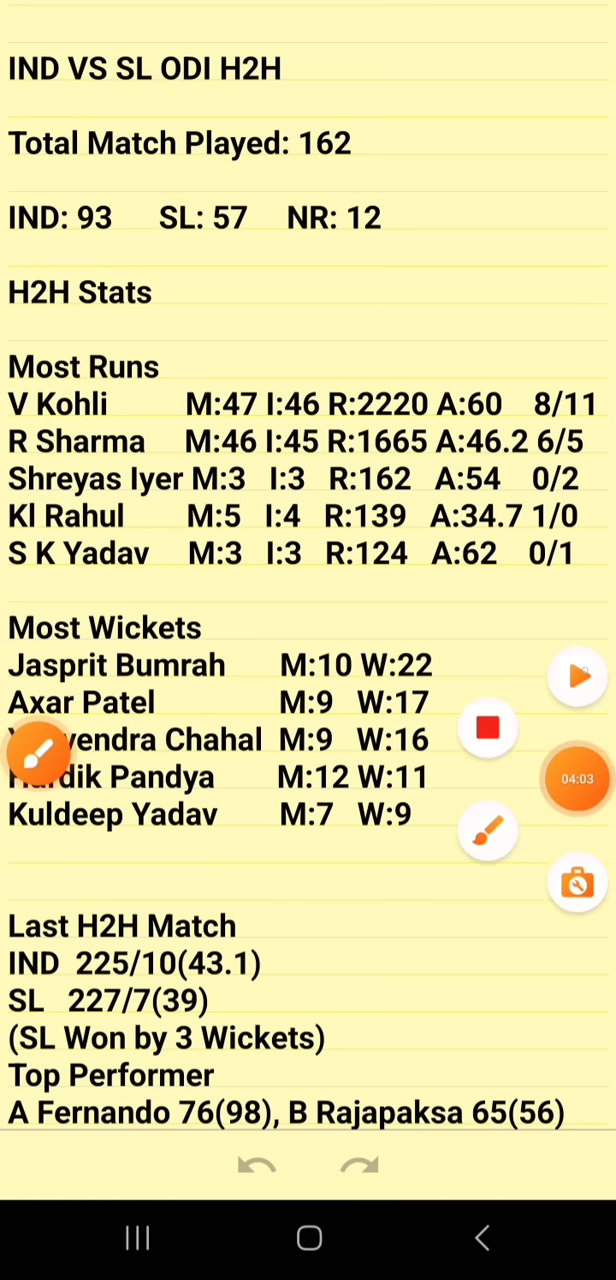 IND VS SL ODI H2H
Total Match Played: 162
IND: 93 SL: 57 NR: 12
H2H Stats
Most Runs
V Kohli M:47 I:46 R:2220 A:60 8/11
R Sharma M:46 I:45 R:1665 A:46.2 6/5
Shreyas Iyer M:3 I:3 R:162 A:54 0/2
Kl Rahul M:5 I:4 R:139 A:34.7 1/0
S K Yadav M:3 I:3 R:124 A:62 0/1
Most Wickets
Jasprit Bumrah M:10 W:22
Axar Patel M:9 W:17
Chahal M:9 W:16
Pandya M:12 W:11
04:03
Kuldeep Yadav M:7 W:9
Last H2H Match
IND 225/10(43.1)
SL 227/7(39)
(SL Won by 3 Wickets)
Top Performer
A Fernando 76(98), B Rajapaksa 65(56)